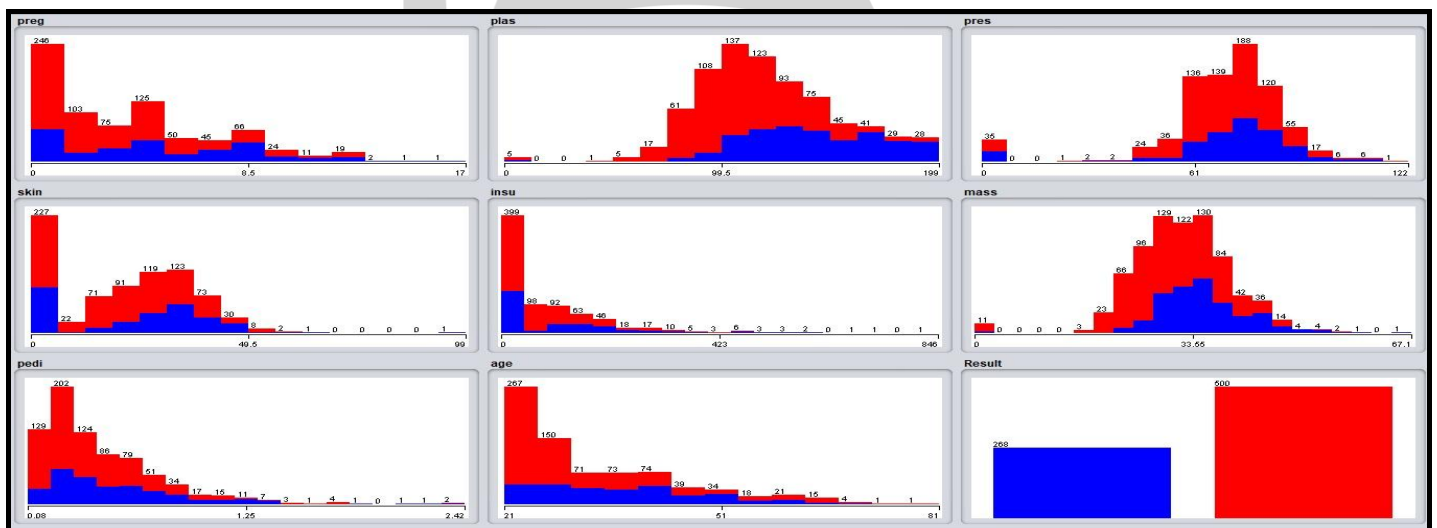 preg
246 103 75 125 50 45 66 24 11 19 2 1 1
0 8.5 17
plas
5 0 0 1 5 17 61 108 137 123 93 75 45 41 29 28
0 99.5 199
pres
35 0 0 1 2 2 24 36 136 139 188 120 55 17 6 6 1
0 61 122
skin
227 22 71 91 119 123 73 30 8 2 1 0 0 0 0 1
0 49.5 99
insu
399 98 92 63 46 18 17 10 5 3 6 3 3 2 0 1 1 0 1
0 423 846
mass
11 0 0 0 0 3 23 66 96 129 122 130 84 42 36 14 4 4 2 1 0 1
0 33.55 67.1
pedi
129 202 124 86 79 51 34 17 15 11 7 3 1 4 1 0 1 1 2
0.08 1.25 2.42
age
267 150 71 73 74 39 34 18 21 15 4 1 1
21 51 81
Result
268 500